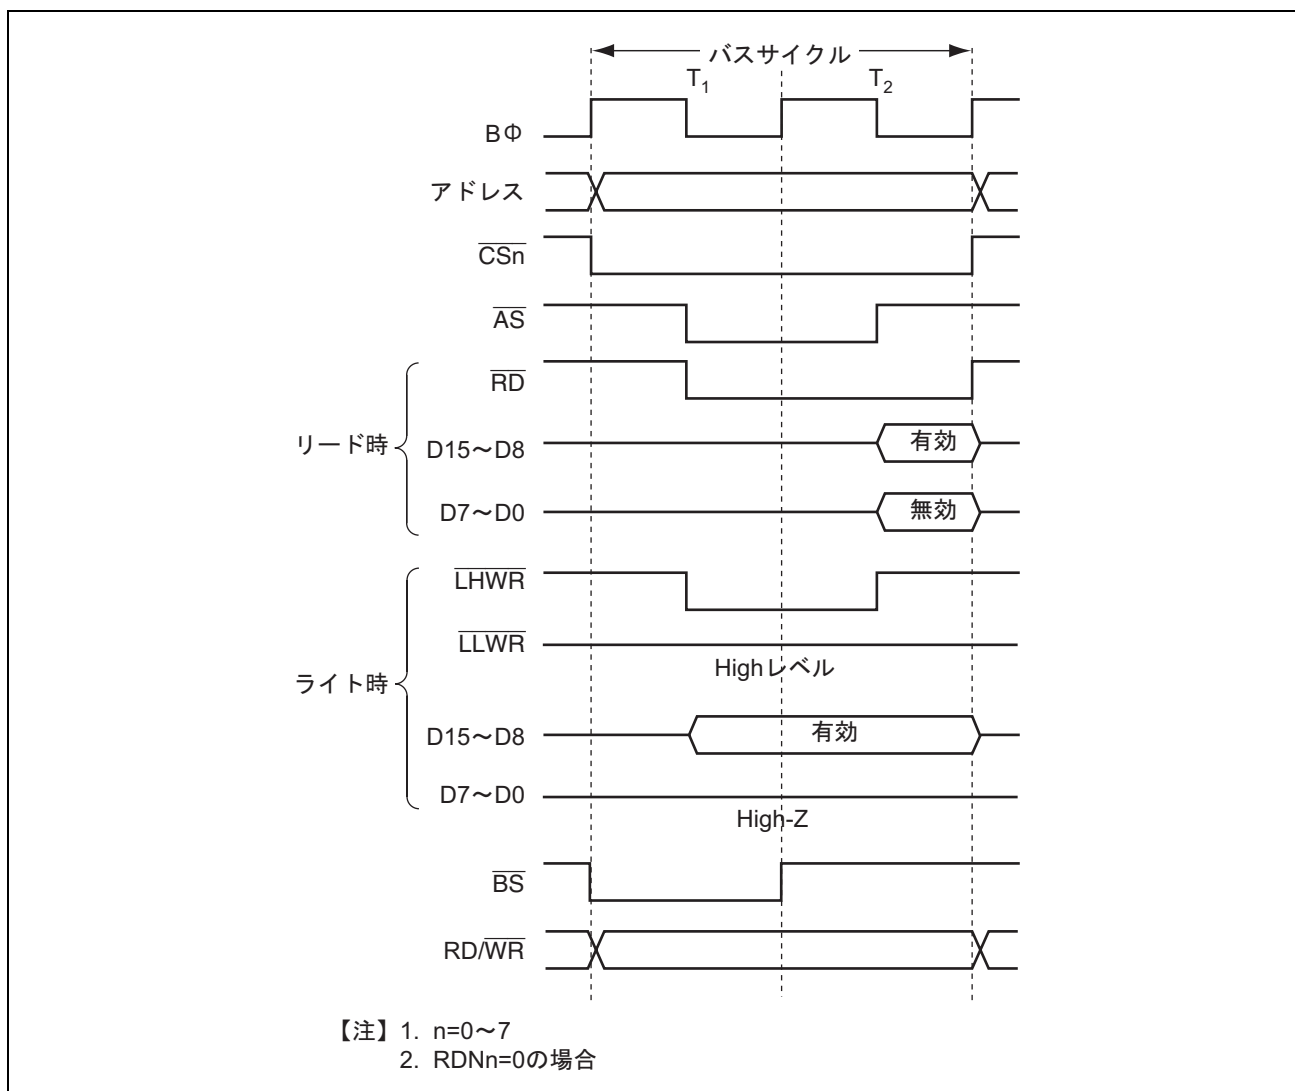 バスサイクル
T1 T2
BΦ
アドレス
CSn
AS
RD
リード時
D15～D8 有効
D7～D0 無効
LHWR
LLWR
Highレベル
ライト時
D15～D8 有効
D7～D0
High-Z
BS
RD/WR
【注】 1. n=0～7
2. RDNn=0の場合